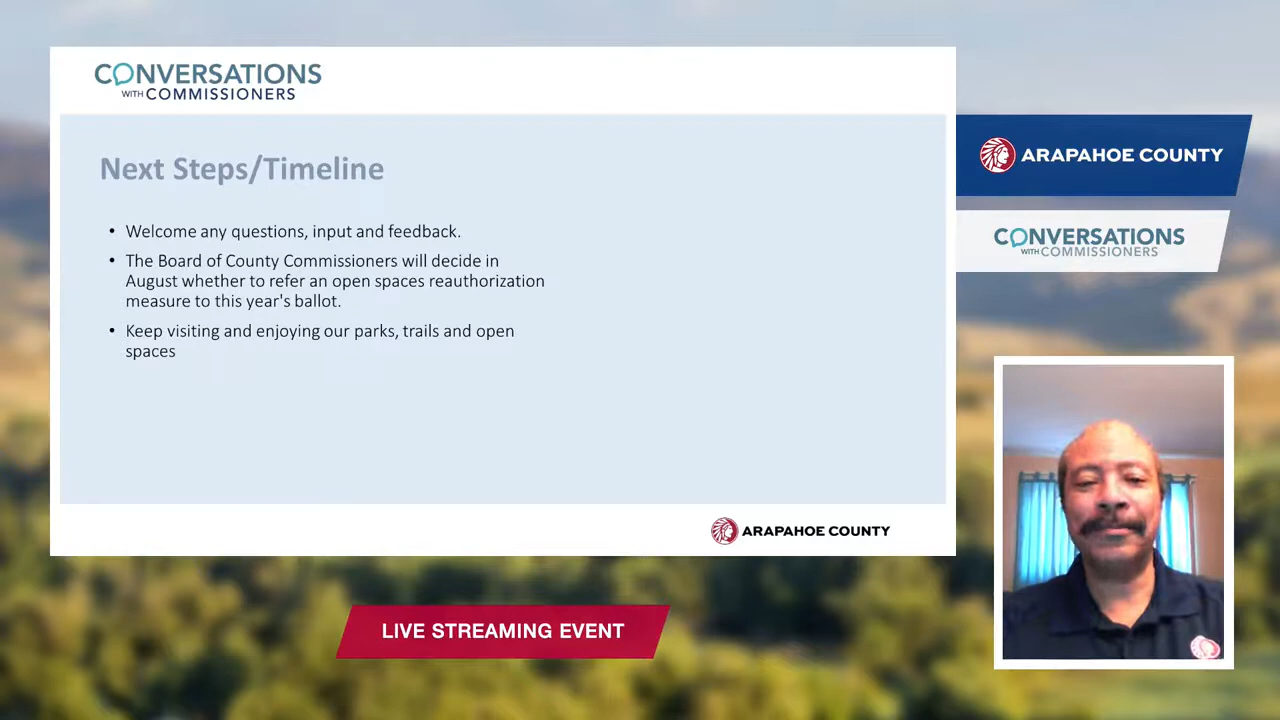 CONVERSATIONS
WITH COMMISSIONERS
Next Steps/Timeline
• Welcome any questions, input and feedback.
• The Board of County Commissioners will decide in
August whether to refer an open spaces reauthorization
measure to this year's ballot.
• Keep visiting and enjoying our parks, trails and open
spaces
ARAPAHOE COUNTY
ARAPAHOE COUNTY
CONVERSATIONS
WITH COMMISSIONERS
LIVE STREAMING EVENT